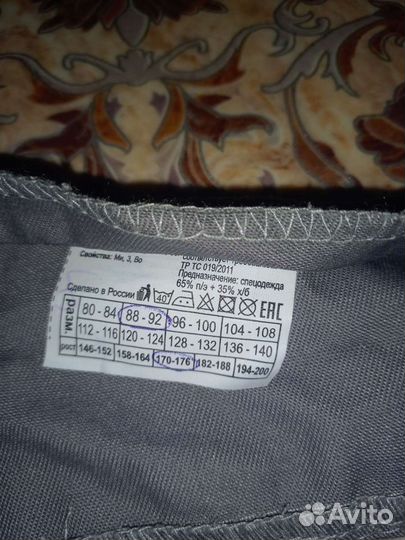 Свойства: Ми, З, Во
ТР ТС 019/2011
Предназначение: спецодежда
65% п/э + 35% х/б
Сделано в России 40 EAC
разм 80 - 84 88 - 92 96 - 100 104 - 108
112 - 116 120 - 124 128 - 132 136 - 140
рост 146-152 158-164 170-176 182-188 194-200
Avito